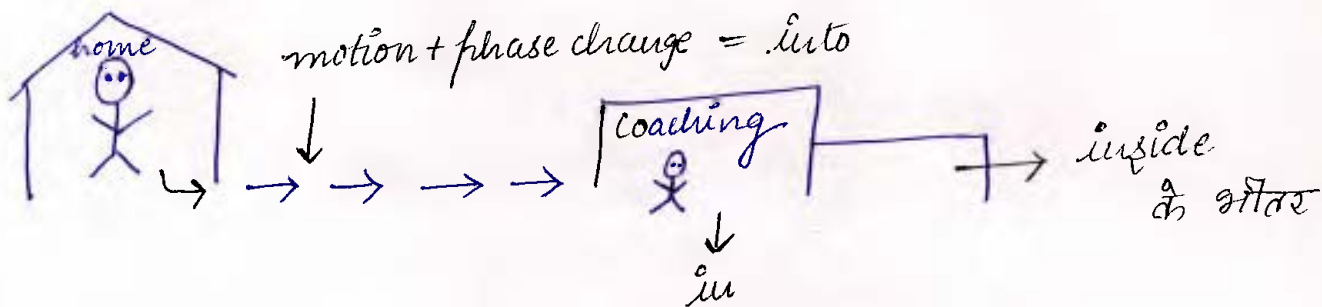 home
motion + phase change = into
coaching
inside
के भीतर
in